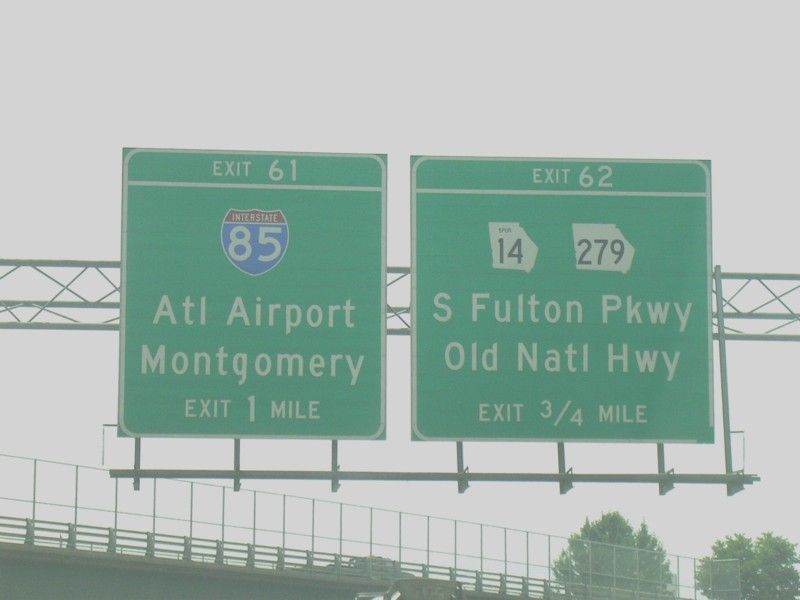 EXIT 61
INTERSTATE
85
Atl Airport
Montgomery
EXIT 1 MILE
EXIT 62
SPUR
14
279
S Fulton Pkwy
Old Natl Hwy
EXIT 3/4 MILE